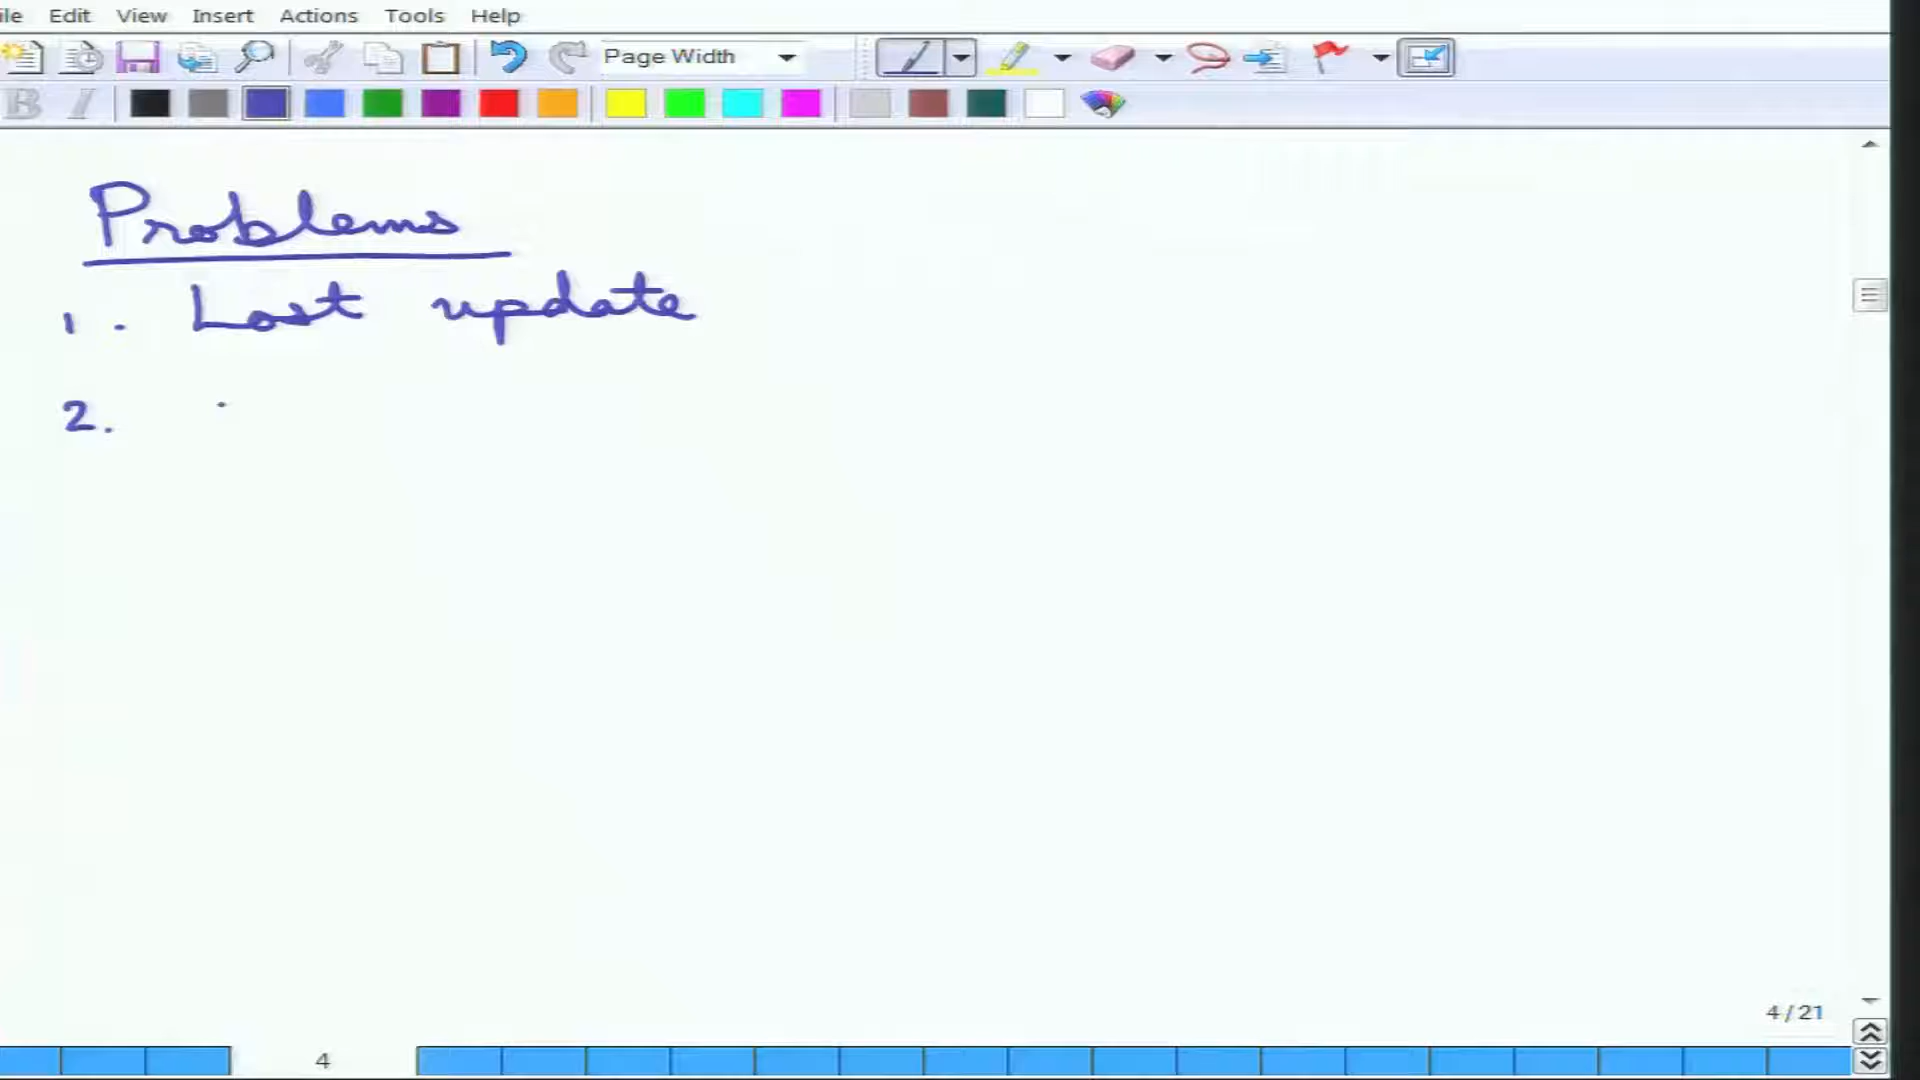 ile Edit View Insert Actions Tools Help
Page Width
B I
Problems
1. Lost update
2.
4 / 21
4